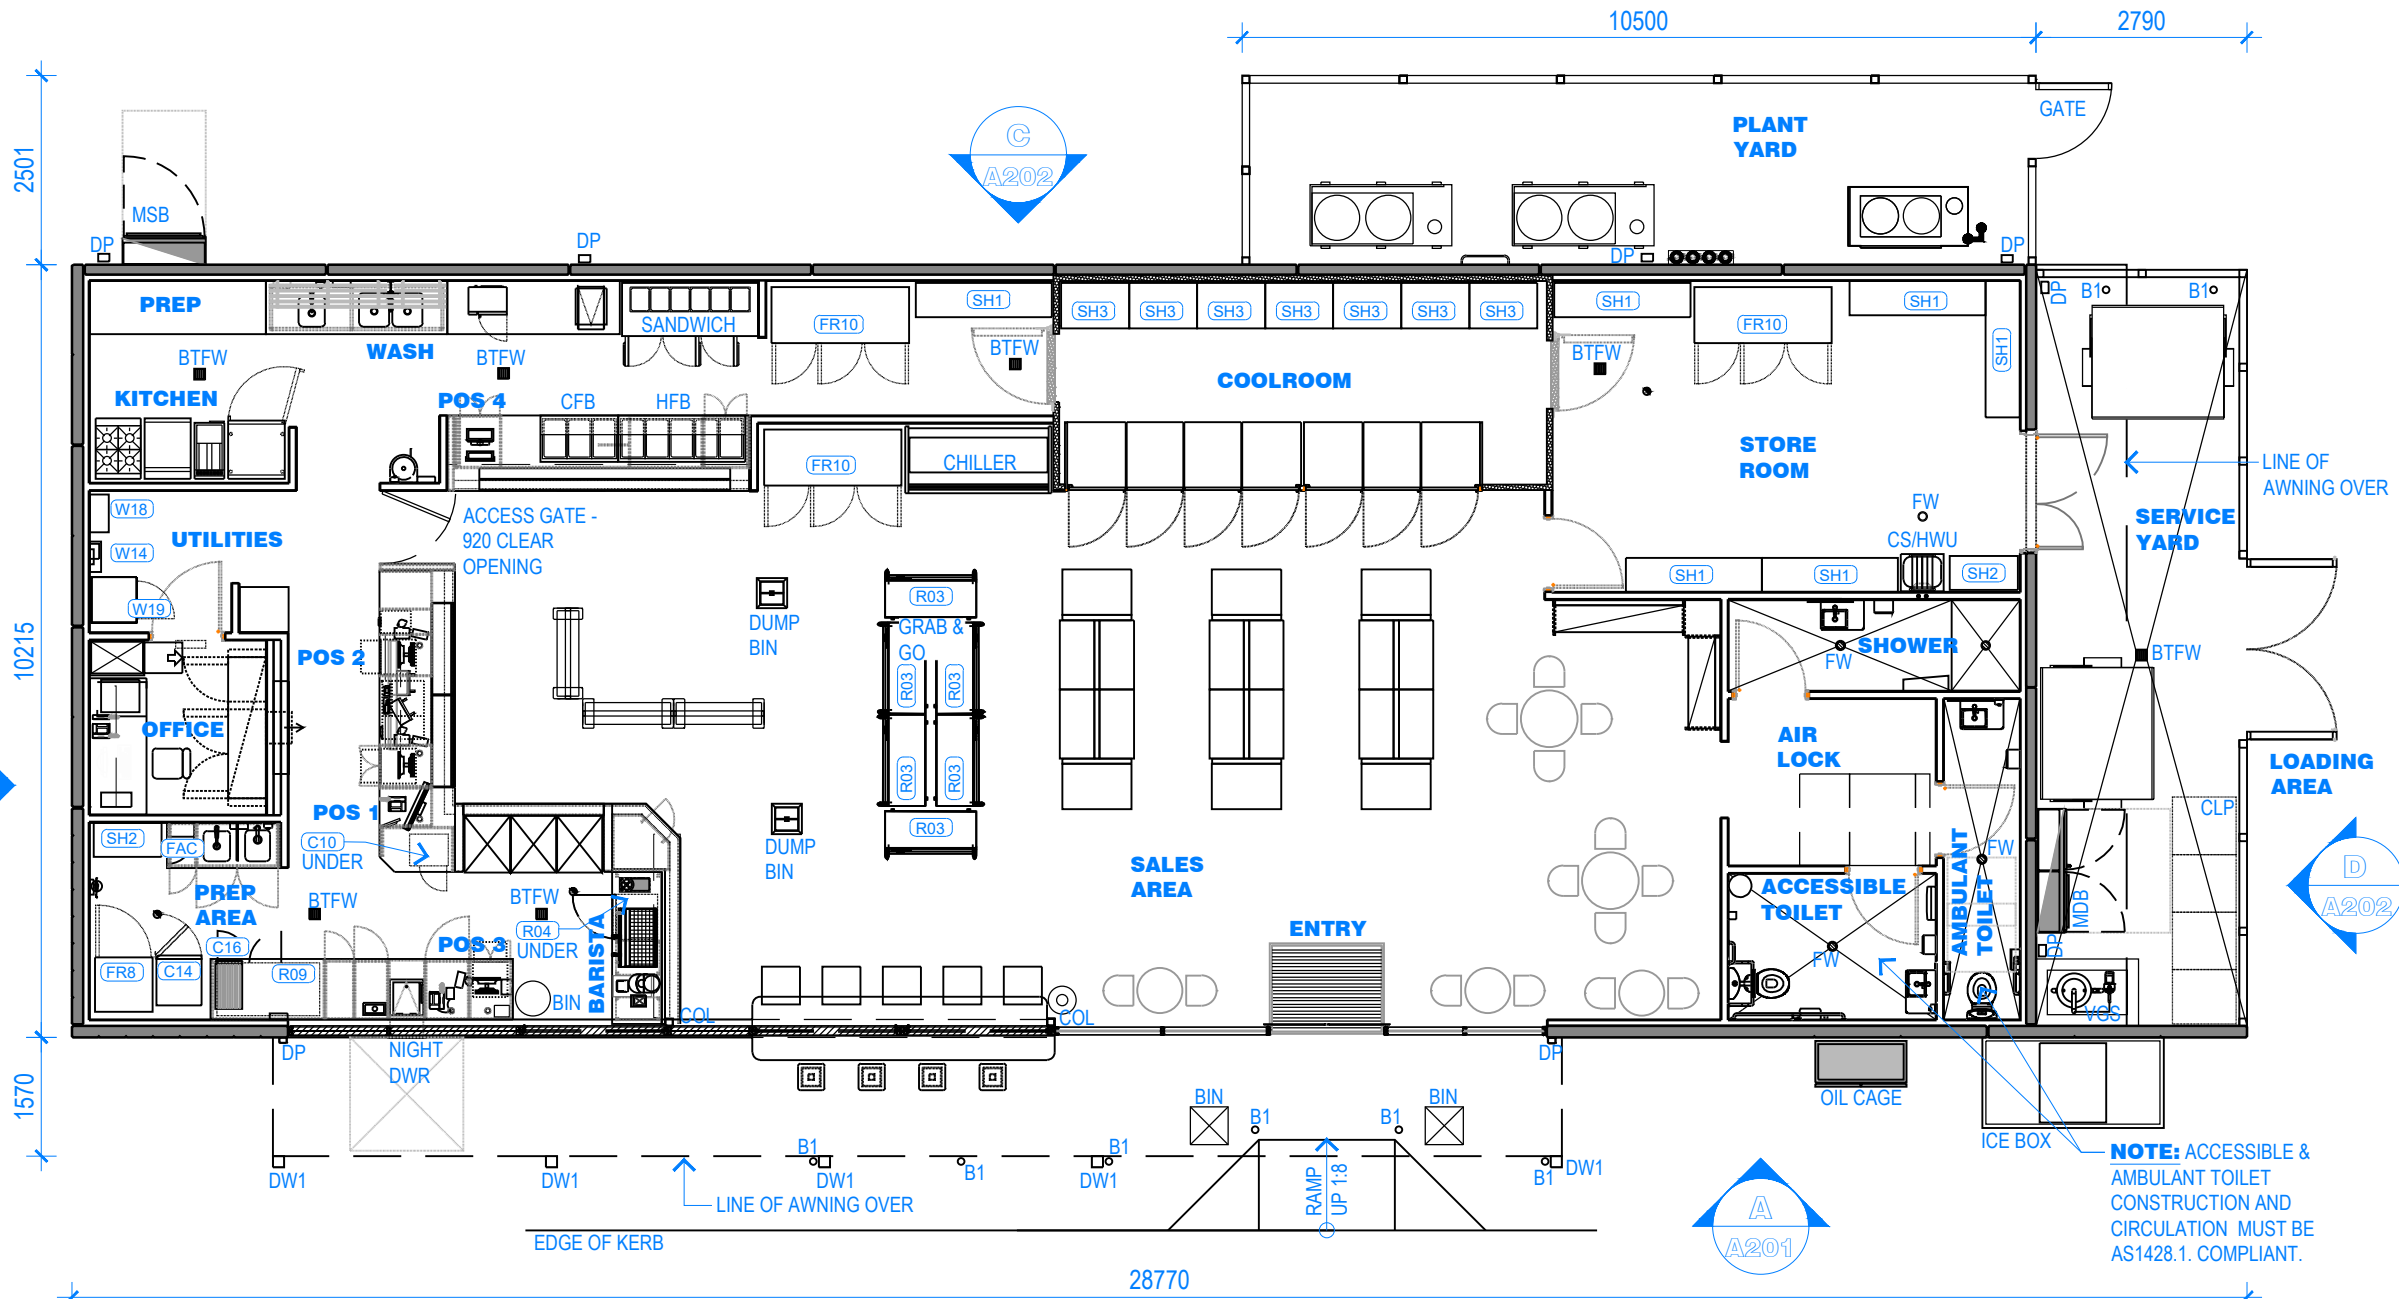 10500
2790
2501
10215
1570
28770
GATE
PLANT
YARD
C
A202
MSB
DP
DP
DP
DP
DP
PREP
SANDWICH
WASH
BTFW
BTFW
KITCHEN
POS 4
CFB
HFB
FR10
SH1
BTFW
SH3
SH3
SH3
SH3
SH3
SH3
SH3
COOLROOM
SH1
FR10
SH1
SH1
BTFW
B1
B1
STORE
ROOM
LINE OF
AWNING OVER
FR10
CHILLER
W18
W14
UTILITIES
W19
ACCESS GATE -
920 CLEAR
OPENING
FW
CS/HWU
SERVICE
YARD
SH1
SH1
SH2
DUMP
BIN
R03
GRAB &
GO
R03
R03
R03
R03
R03
POS 2
OFFICE
POS 1
SHOWER
FW
BTFW
AIR
LOCK
LOADING
AREA
CLP
DUMP
BIN
SALES
AREA
SH2
FAC
C10
UNDER
PREP
AREA
BTFW
BTFW
R04
UNDER
BARISTA
C16
POS 3
FR8
C14
R09
BIN
COL
COL
ENTRY
ACCESSIBLE
TOILET
FW
AMBULANT
TOILET
FW
MDB
DP
VGS
D
A202
DP
NIGHT
DWR
DP
OIL CAGE
ICE BOX
BIN
BIN
B1
B1
B1
B1
B1
B1
DW1
DW1
DW1
DW1
DW1
LINE OF AWNING OVER
RAMP
UP 1:8
EDGE OF KERB
A
A201
NOTE: ACCESSIBLE &
AMBULANT TOILET
CONSTRUCTION AND
CIRCULATION MUST BE
AS1428.1. COMPLIANT.